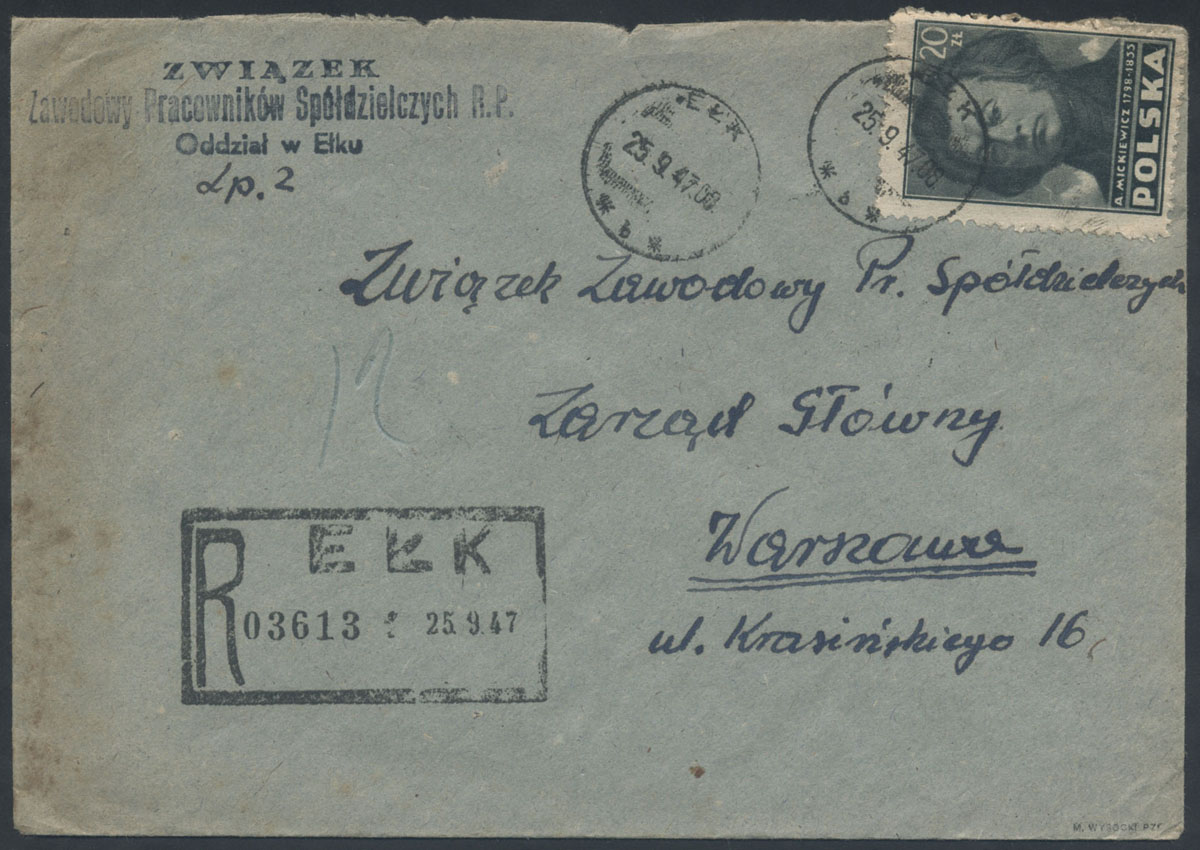 ZWIĄZEK
Zawodowy Pracowników Spółdzielczych R.P.
Oddział w Ełku
Lp. 2
EŁK
25.9.47.08
* b *
EŁK
25.9.47.08
* b *
20 ZŁ
A. MICKIEWICZ 1798-1855
POLSKA
Związek Zawodowy Pr. Spółdzielczych
Zarząd Główny
Warszawa
ul. Krasińskiego 16
R
EŁK
03613
25.9.47
M. WYSOCKI